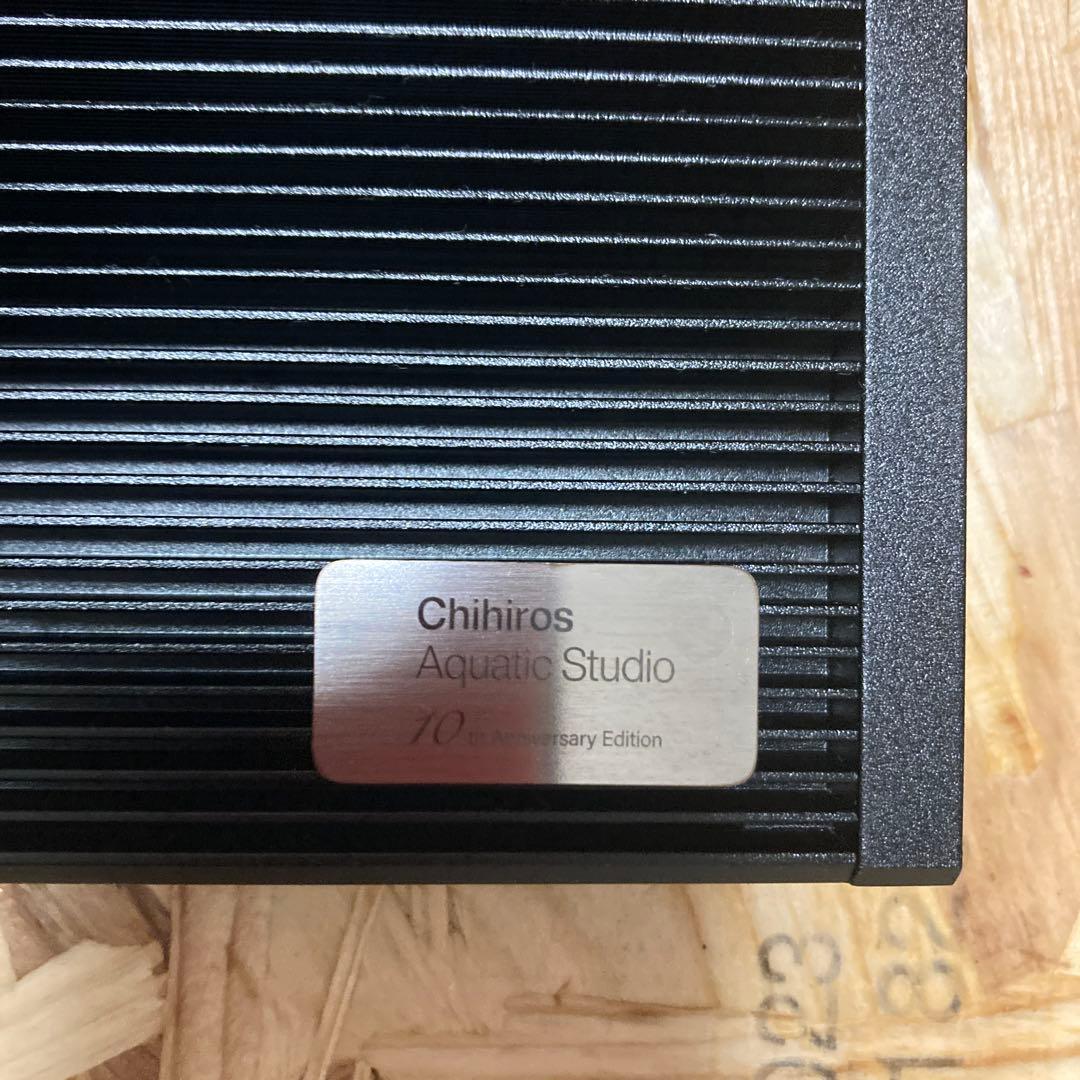 Chihiros
Aquatic Studio
10th Anniversary Edition